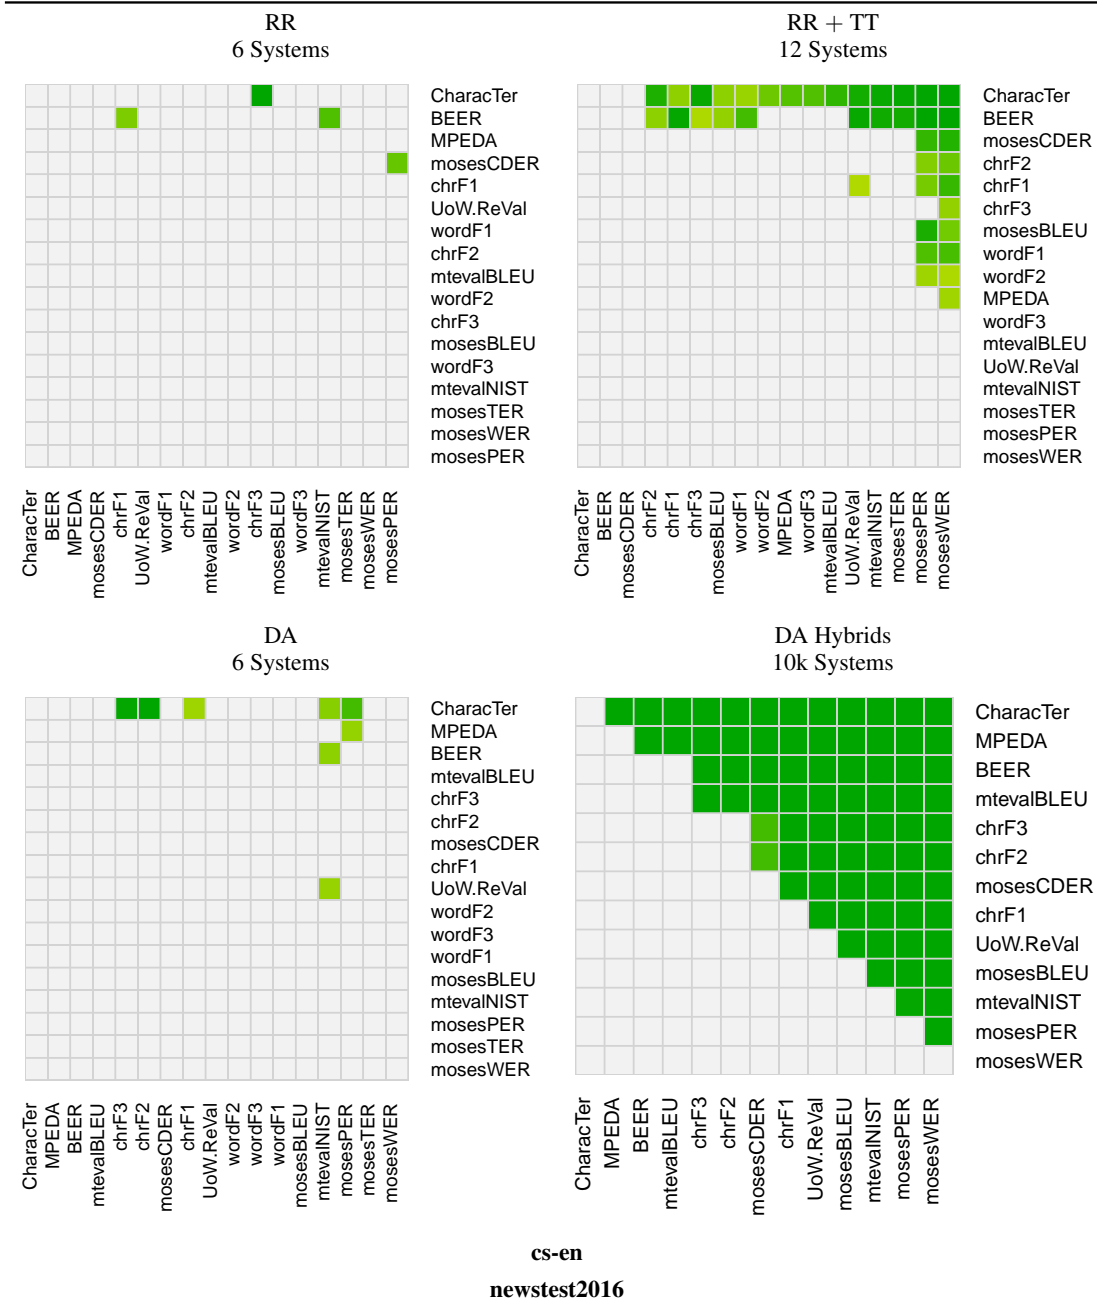 RR
6 Systems
CharacTer
BEER
MPEDA
mosesCDER
chrF1
UoW.ReVal
wordF1
chrF2
mtevalBLEU
wordF2
chrF3
mosesBLEU
wordF3
mtevalNIST
mosesTER
mosesWER
mosesPER
CharacTer
BEER
MPEDA
mosesCDER
chrF1
UoW.ReVal
wordF1
chrF2
mtevalBLEU
wordF2
chrF3
mosesBLEU
wordF3
mtevalNIST
mosesTER
mosesWER
mosesPER
RR + TT
12 Systems
CharacTer
BEER
mosesCDER
chrF2
chrF1
chrF3
mosesBLEU
wordF1
wordF2
MPEDA
wordF3
mtevalBLEU
UoW.ReVal
mtevalNIST
mosesTER
mosesPER
mosesWER
CharacTer
BEER
mosesCDER
chrF2
chrF1
chrF3
mosesBLEU
wordF1
wordF2
MPEDA
wordF3
mtevalBLEU
UoW.ReVal
mtevalNIST
mosesTER
mosesPER
mosesWER
DA
6 Systems
CharacTer
MPEDA
BEER
mtevalBLEU
chrF3
chrF2
mosesCDER
chrF1
UoW.ReVal
wordF2
wordF3
wordF1
mosesBLEU
mtevalNIST
mosesPER
mosesTER
mosesWER
CharacTer
MPEDA
BEER
mtevalBLEU
chrF3
chrF2
mosesCDER
chrF1
UoW.ReVal
wordF2
wordF3
wordF1
mosesBLEU
mtevalNIST
mosesPER
mosesTER
mosesWER
DA Hybrids
10k Systems
CharacTer
MPEDA
BEER
mtevalBLEU
chrF3
chrF2
mosesCDER
chrF1
UoW.ReVal
mosesBLEU
mtevalNIST
mosesPER
mosesWER
CharacTer
MPEDA
BEER
mtevalBLEU
chrF3
chrF2
mosesCDER
chrF1
UoW.ReVal
mosesBLEU
mtevalNIST
mosesPER
mosesWER
cs-en
newstest2016